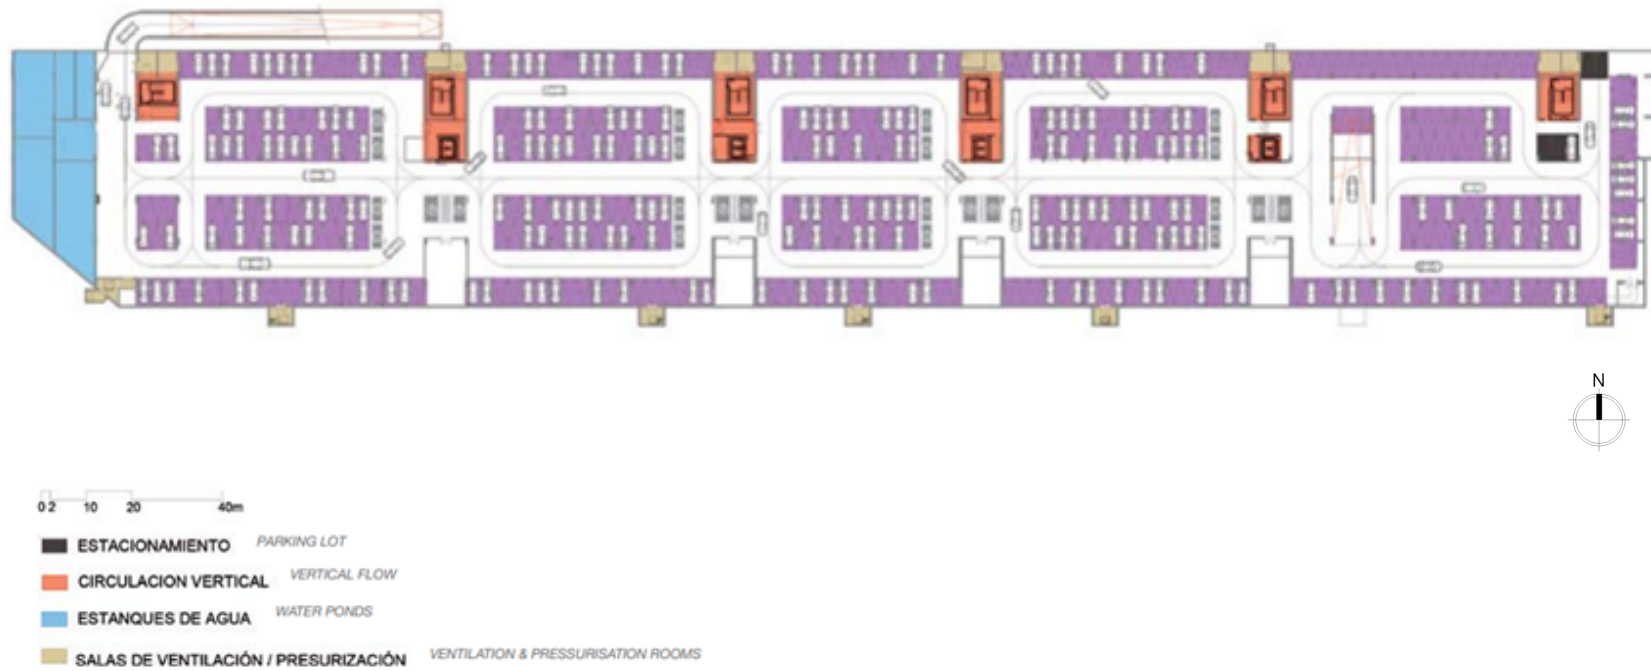 N
0 2 10 20 40m
ESTACIONAMIENTO PARKING LOT
CIRCULACION VERTICAL VERTICAL FLOW
ESTANQUES DE AGUA WATER PONDS
SALAS DE VENTILACIÓN / PRESURIZACIÓN VENTILATION & PRESSURISATION ROOMS